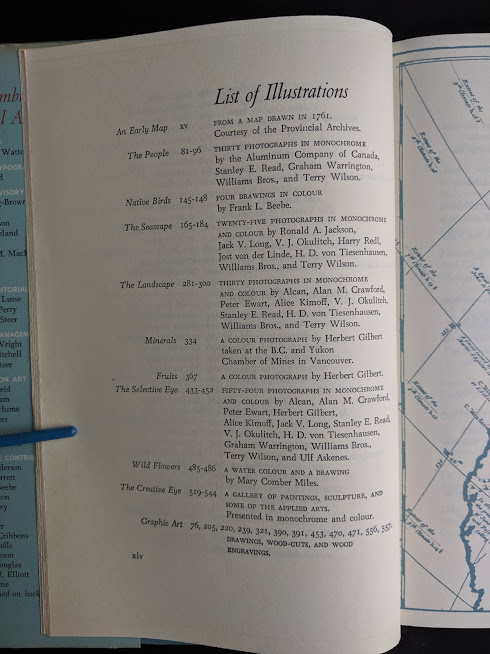 List of Illustrations
An Early Map xv FROM A MAP DRAWN IN 1761.
Courtesy of the Provincial Archives.
The People 81-96 THIRTY PHOTOGRAPHS IN MONOCHROME
by the Aluminum Company of Canada,
Stanley E. Read, Graham Warrington,
Williams Bros., and Terry Wilson.
Native Birds 145-148 FOUR DRAWINGS IN COLOUR
by Frank L. Beebe.
The Seascape 165-184 TWENTY-FIVE PHOTOGRAPHS IN MONOCHROME
AND COLOUR by Ronald A. Jackson,
Jack V. Long, V. J. Okulitch, Harry Redl,
Jost von der Linde, H. D. von Tiesenhausen,
Williams Bros., and Terry Wilson.
The Landscape 281-300 THIRTY PHOTOGRAPHS IN MONOCHROME
AND COLOUR by Alcan, Alan M. Crawford,
Peter Ewart, Alice Kimoff, V. J. Okulitch,
Stanley E. Read, H. D. von Tiesenhausen,
Williams Bros., and Terry Wilson.
Minerals 334 A COLOUR PHOTOGRAPH by Herbert Gilbert
taken at the B.C. and Yukon
Chamber of Mines in Vancouver.
Fruits 367 A COLOUR PHOTOGRAPH by Herbert Gilbert.
The Selective Eye 433-452 FIFTY-FOUR PHOTOGRAPHS IN MONOCHROME
AND COLOUR by Alcan, Alan M. Crawford,
Peter Ewart, Herbert Gilbert,
Alice Kimoff, Jack V. Long, Stanley E. Read,
V. J. Okulitch, H. D. von Tiesenhausen,
Graham Warrington, Williams Bros.,
Terry Wilson, and Ulf Askenes.
Wild Flowers 485-486 A WATER COLOUR AND A DRAWING
by Mary Comber Miles.
The Creative Eye 519-544 A GALLERY OF PAINTINGS, SCULPTURE, AND
SOME OF THE APPLIED ARTS.
Presented in monochrome and colour.
Graphic Art 76, 205, 220, 239, 321, 390, 391, 453, 470, 471, 556, 557.
DRAWINGS, WOOD-CUTS, AND WOOD
ENGRAVINGS.
xiv